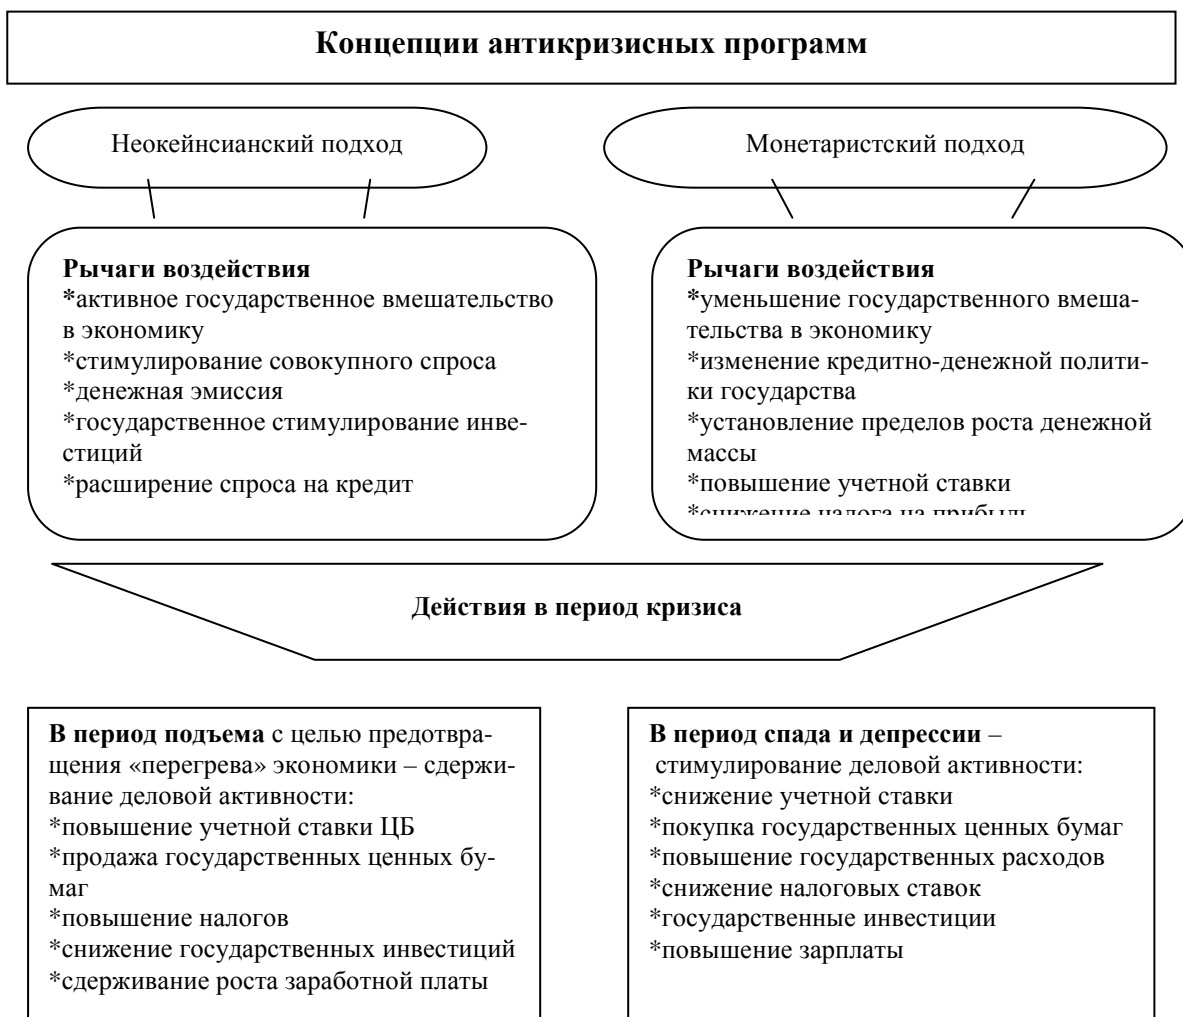 Концепции антикризисных программ
Неокейнсианский подход
Монетаристский подход
Рычаги воздействия
*активное государственное вмешательство
в экономику
*стимулирование совокупного спроса
*денежная эмиссия
*государственное стимулирование инве-
стиций
*расширение спроса на кредит
Рычаги воздействия
*уменьшение государственного вмеша-
тельства в экономику
*изменение кредитно-денежной полити-
ки государства
*установление пределов роста денежной
массы
*повышение учетной ставки
*снижение налога на прибыль
Действия в период кризиса
В период подъема с целью предотвра-
щения «перегрева» экономики – сдержи-
вание деловой активности:
*повышение учетной ставки ЦБ
*продажа государственных ценных бу-
маг
*повышение налогов
*снижение государственных инвестиций
*сдерживание роста заработной платы
В период спада и депрессии –
стимулирование деловой активности:
*снижение учетной ставки
*покупка государственных ценных бумаг
*повышение государственных расходов
*снижение налоговых ставок
*государственные инвестиции
*повышение зарплаты